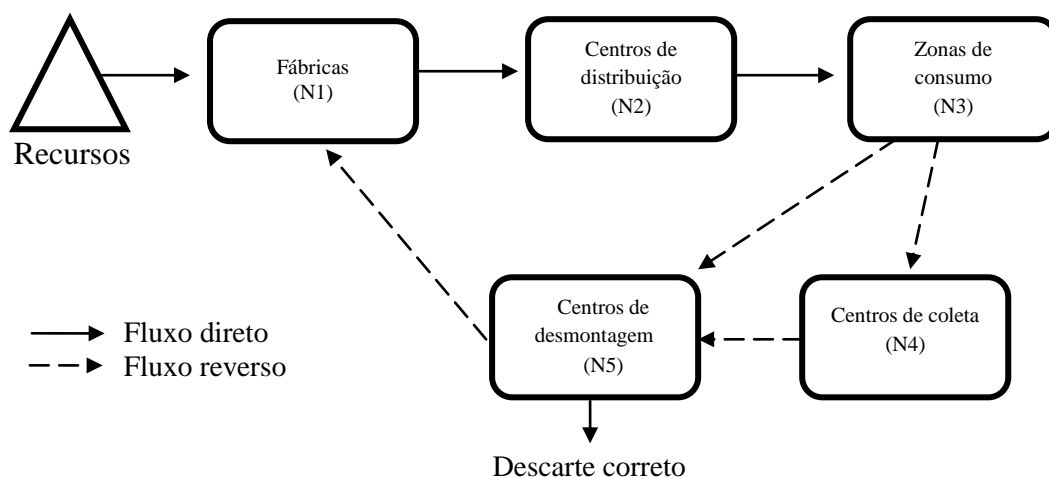 Recursos
Fábricas
(N1)
Centros de
distribuição
(N2)
Zonas de
consumo
(N3)
Centros de
desmontagem
(N5)
Centros de coleta
(N4)
Fluxo direto
Fluxo reverso
Descarte correto